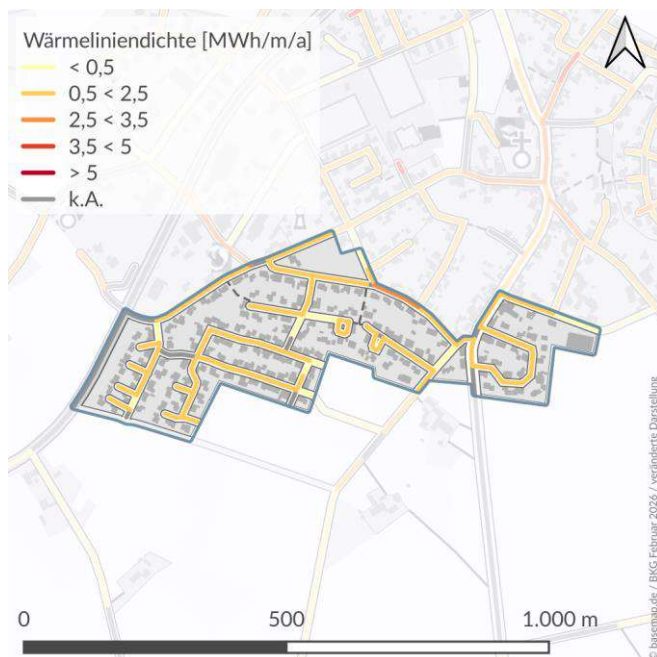 Wärmeliniendichte [MWh/m/a]
< 0,5
0,5 < 2,5
2,5 < 3,5
3,5 < 5
> 5
k.A.
© basemap.de / BKG Februar 2026 / veränderte Darstellung
0 500 1.000 m